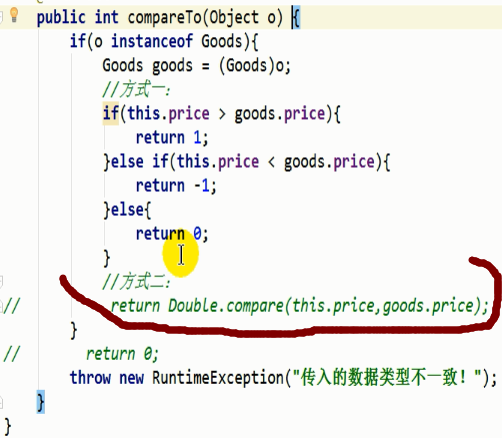 public int compareTo(Object o) {
if(o instanceof Goods){
Goods goods = (Goods)o;
//方式一：
if(this.price > goods.price){
return 1;
}else if(this.price < goods.price){
return -1;
}else{
return 0;
}
//方式二：
// return Double.compare(this.price,goods.price);
}
// return 0;
throw new RuntimeException("传入的数据类型不一致！");
}
}